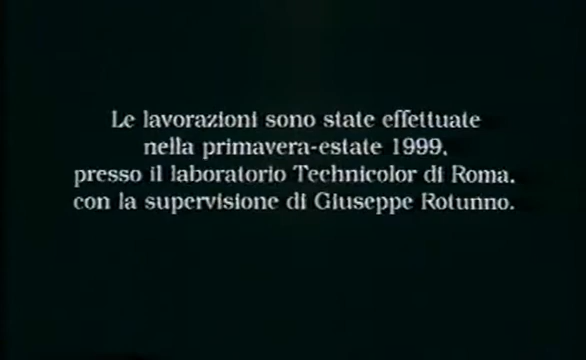 Le lavorazioni sono state effettuate
nella primavera-estate 1999,
presso il laboratorio Technicolor di Roma,
con la supervisione di Giuseppe Rotunno.